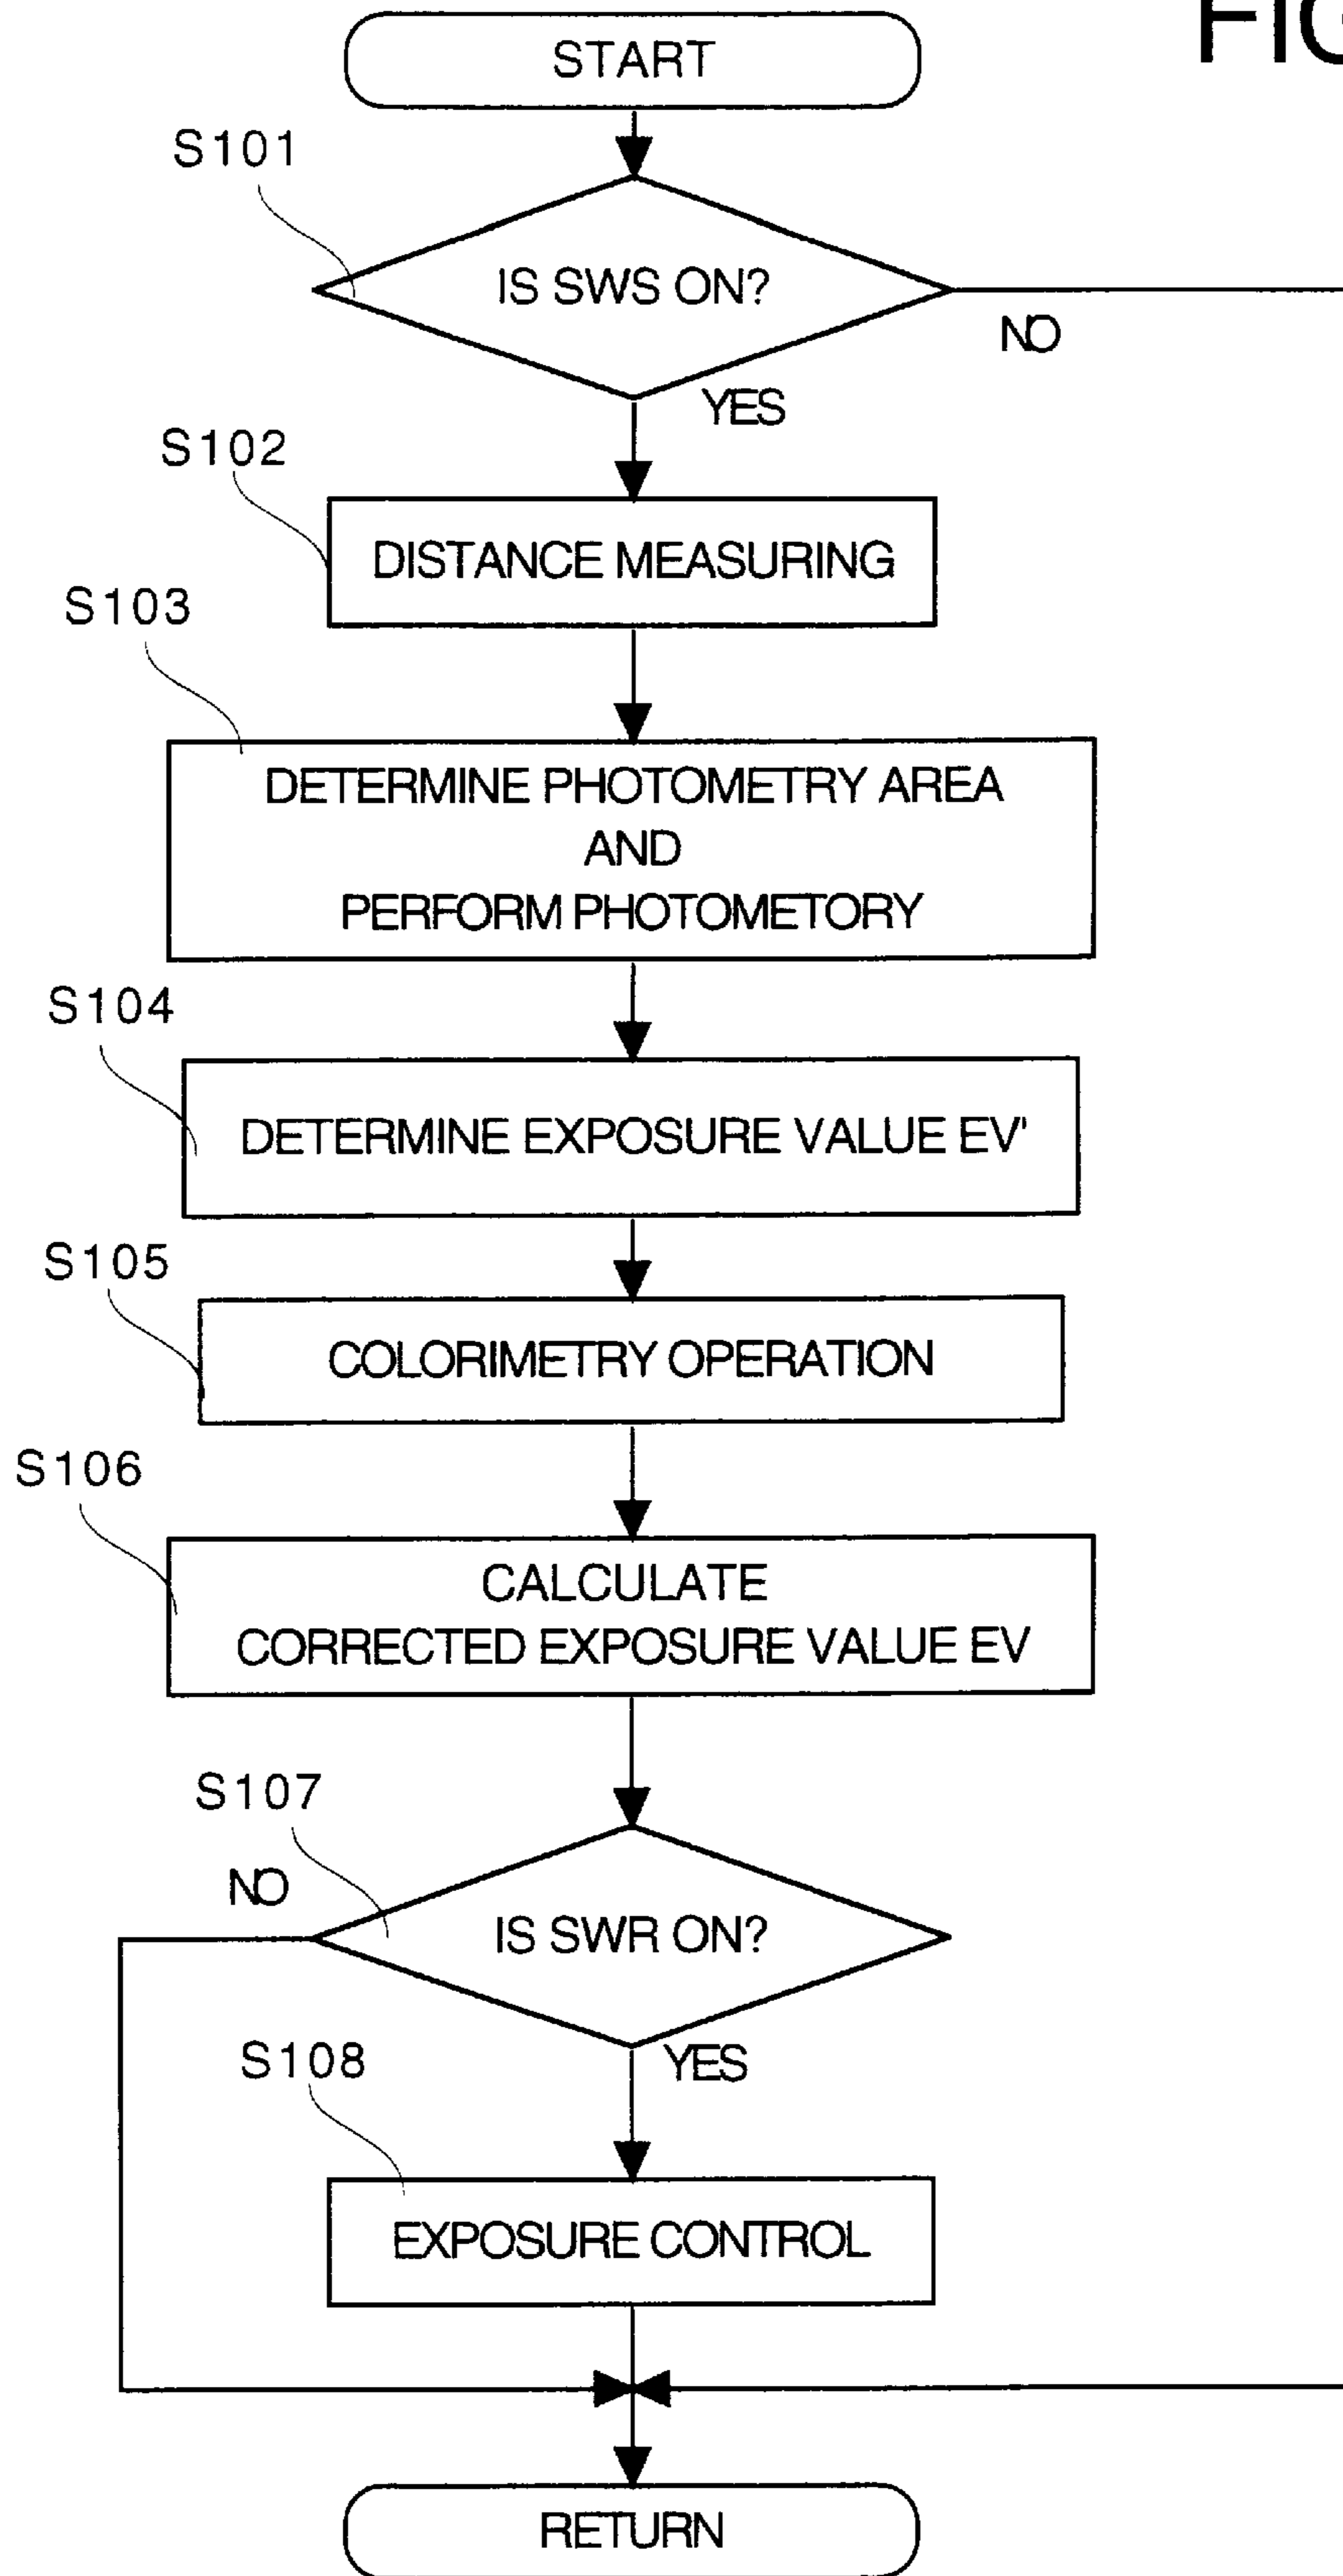 FIG
START
S101
IS SWS ON?
NO
YES
S102
DISTANCE MEASURING
S103
DETERMINE PHOTOMETRY AREA
AND
PERFORM PHOTOMETORY
S104
DETERMINE EXPOSURE VALUE EV'
S105
COLORIMETRY OPERATION
S106
CALCULATE
CORRECTED EXPOSURE VALUE EV
S107
NO
IS SWR ON?
YES
S108
EXPOSURE CONTROL
RETURN